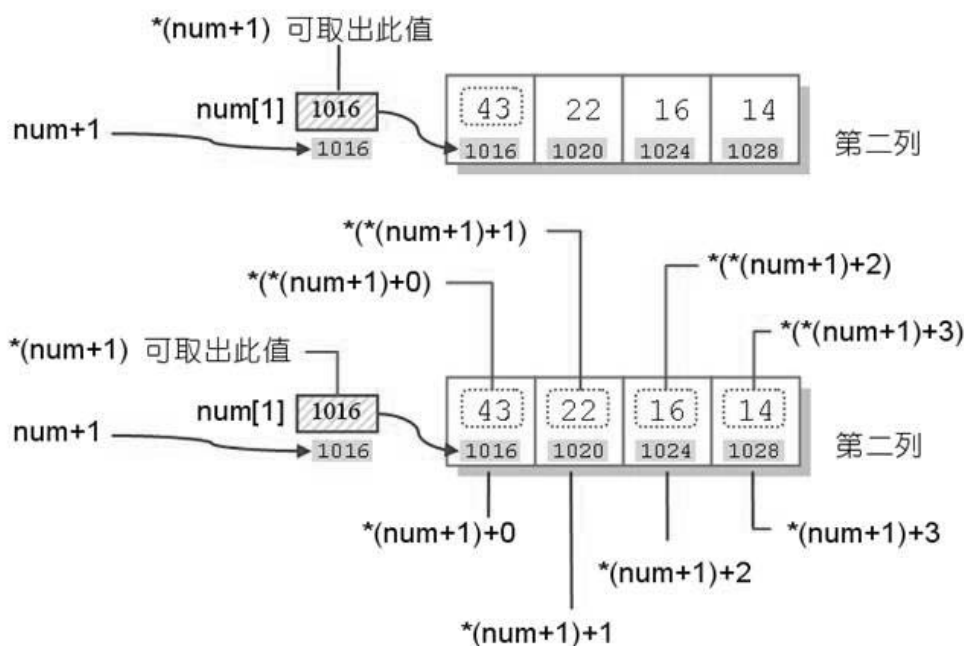 *(num+1) 可取出此值
num[1] 1016
43 22 16 14
num+1
1016
1016 1020 1024 1028
第二列
*(*(num+1)+1)
*(*(num+1)+2)
*(*(num+1)+0)
*(*(num+1)+3)
*(num+1) 可取出此值
num[1] 1016
43 22 16 14
num+1
1016
1016 1020 1024 1028
第二列
*(num+1)+0
*(num+1)+3
*(num+1)+2
*(num+1)+1